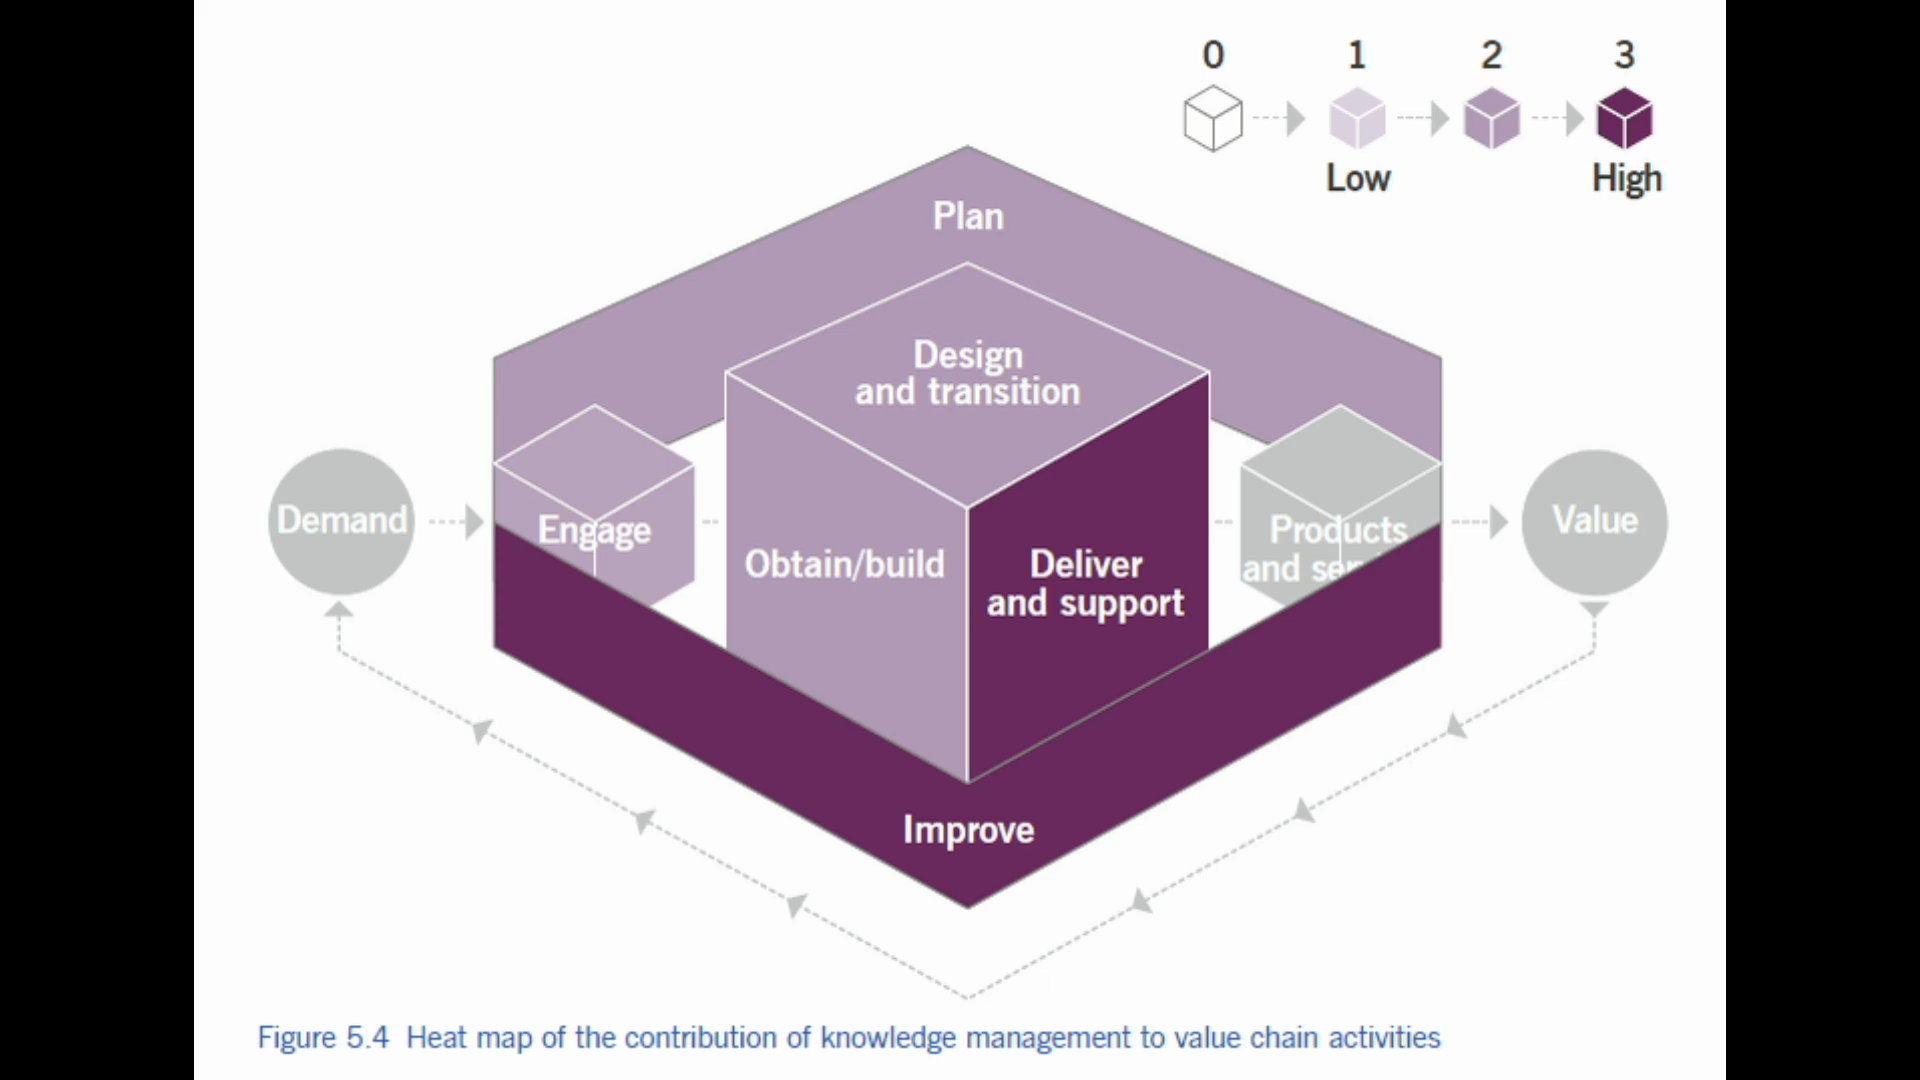 0 1 2 3
Low High
Plan
Design
and transition
Demand
Engage
Obtain/build
Deliver
and support
Products
and
Value
Improve
Figure 5.4 Heat map of the contribution of knowledge management to value chain activities